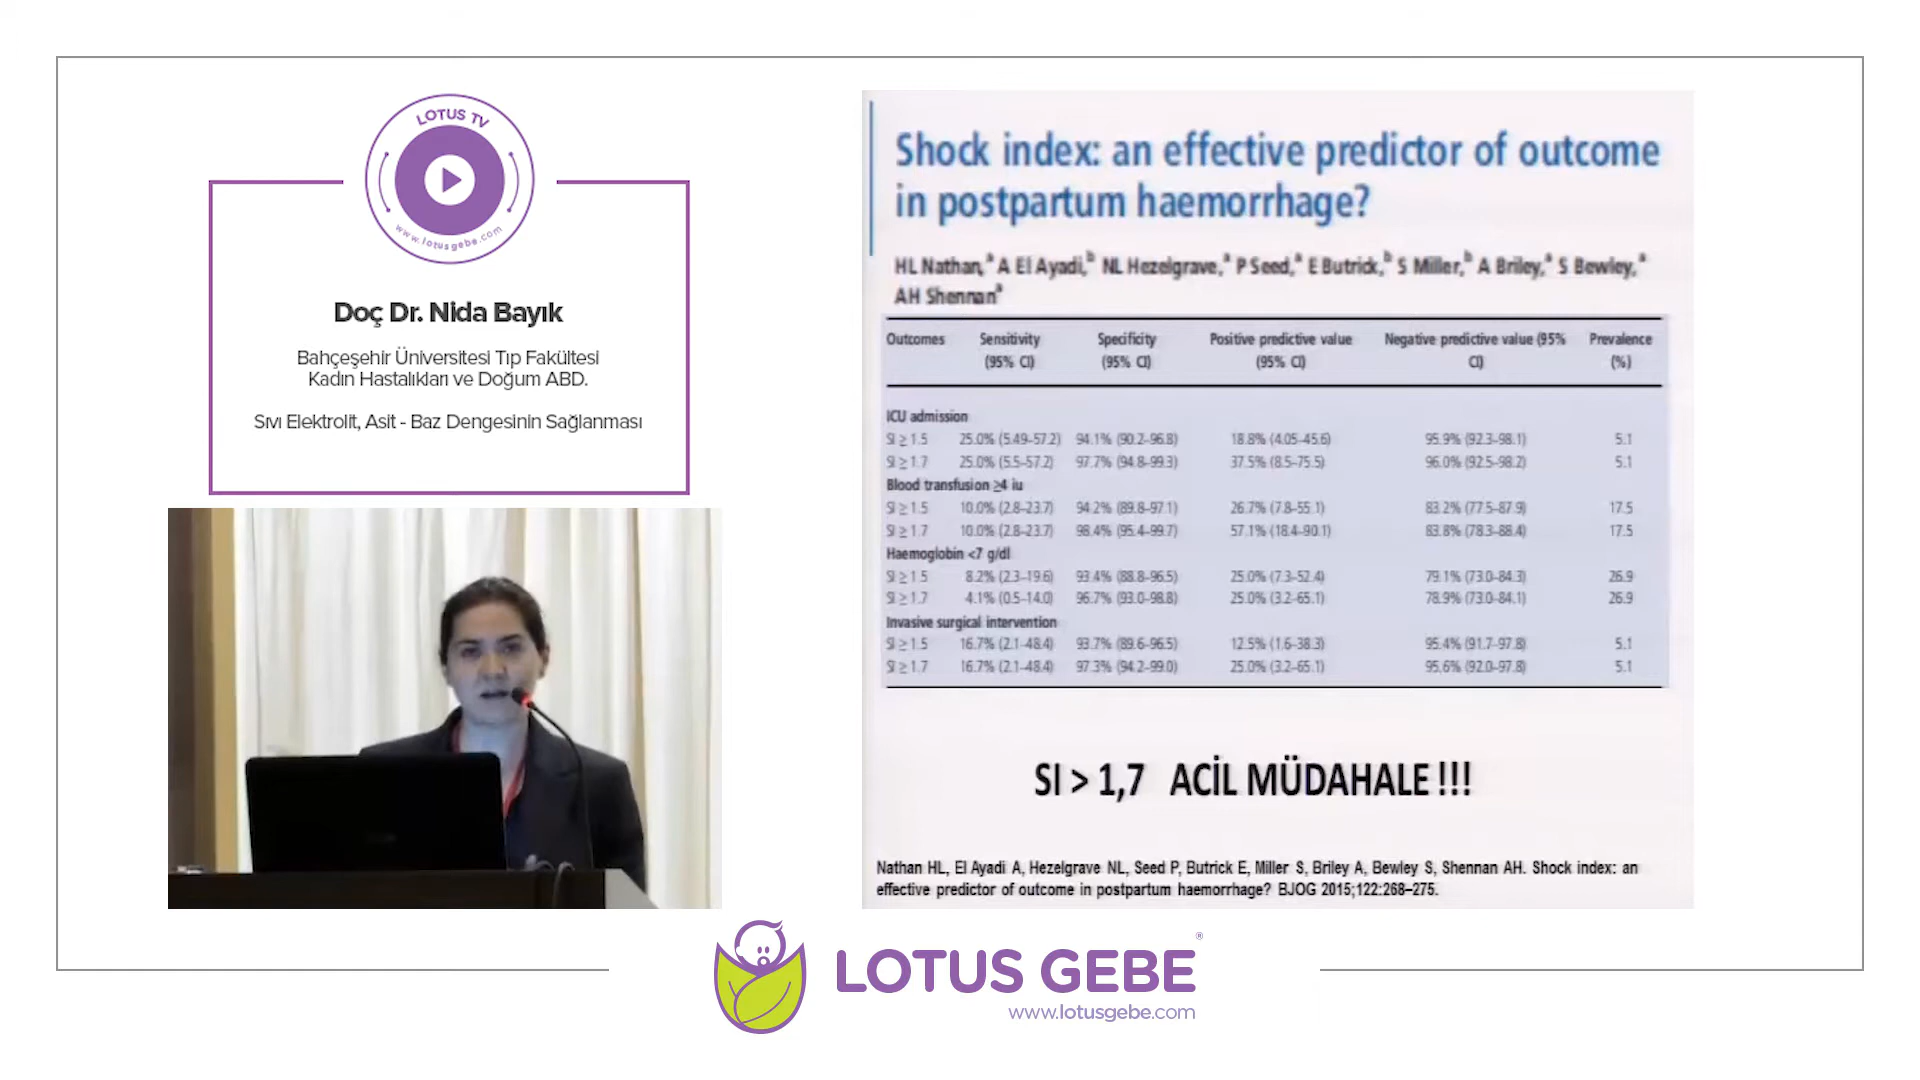 LOTUS TV
www.lotusgebe.com
Doç Dr. Nida Bayık
Bahçeşehir Üniversitesi Tıp Fakültesi
Kadın Hastalıkları ve Doğum ABD.
Sıvı Elektrolit, Asit - Baz Dengesinin Sağlanması
Shock index: an effective predictor of outcome
in postpartum haemorrhage?
HL Nathan,a A El Ayadi,b NL Hezelgrave,a P Seed,a E Butrick,b S Miller,b A Briley,a S Bewley,a
AH Shennana
Outcomes Sensitivity Specificity Positive predictive value Negative predictive value (95% Prevalence
(95% CI) (95% CI) (95% CI) CI) (%)
ICU admission
SI ≥ 1.5 25.0% (5.49–57.2) 94.1% (90.2–96.8) 18.8% (4.05–45.6) 95.9% (92.3–98.1) 5.1
SI ≥ 1.7 25.0% (5.5–57.2) 97.7% (94.8–99.3) 37.5% (8.5–75.5) 96.0% (92.5–98.2) 5.1
Blood transfusion ≥4 iu
SI ≥ 1.5 10.0% (2.8–23.7) 94.2% (89.8–97.1) 26.7% (7.8–55.1) 83.2% (77.5–87.9) 17.5
SI ≥ 1.7 10.0% (2.8–23.7) 98.4% (95.4–99.7) 57.1% (18.4–90.1) 83.8% (78.3–88.4) 17.5
Haemoglobin <7 g/dl
SI ≥ 1.5 8.2% (2.3–19.6) 93.4% (88.8–96.5) 25.0% (7.3–52.4) 79.1% (73.0–84.3) 26.9
SI ≥ 1.7 4.1% (0.5–14.0) 96.7% (93.0–98.8) 25.0% (3.2–65.1) 78.9% (73.0–84.1) 26.9
Invasive surgical intervention
SI ≥ 1.5 16.7% (2.1–48.4) 93.7% (89.6–96.5) 12.5% (1.6–38.3) 95.4% (91.7–97.8) 5.1
SI ≥ 1.7 16.7% (2.1–48.4) 97.3% (94.2–99.0) 25.0% (3.2–65.1) 95.6% (92.0–97.8) 5.1
SI > 1,7 ACİL MÜDAHALE !!!
Nathan HL, El Ayadi A, Hezelgrave NL, Seed P, Butrick E, Miller S, Briley A, Bewley S, Shennan AH. Shock index: an
effective predictor of outcome in postpartum haemorrhage? BJOG 2015;122:268–275.
LOTUS GEBE®
www.lotusgebe.com